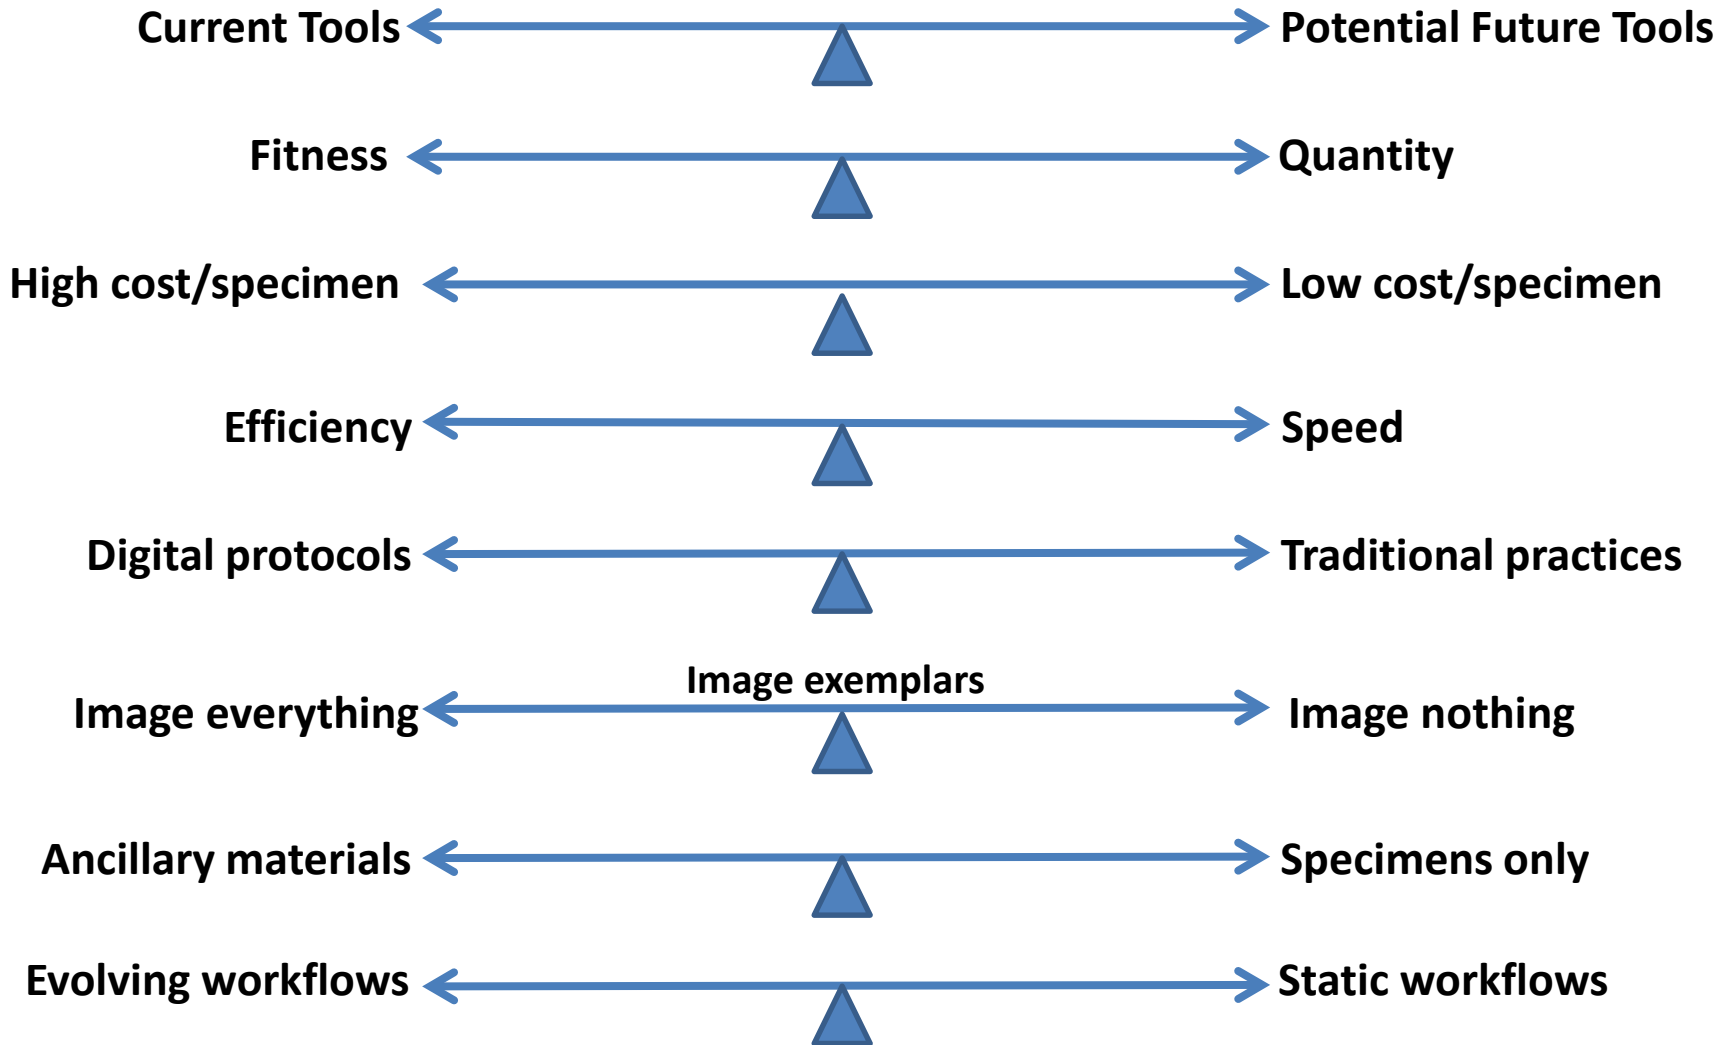 Current Tools
Potential Future Tools
Fitness
Quantity
High cost/specimen
Low cost/specimen
Efficiency
Speed
Digital protocols
Traditional practices
Image exemplars
Image everything
Image nothing
Ancillary materials
Specimens only
Evolving workflows
Static workflows